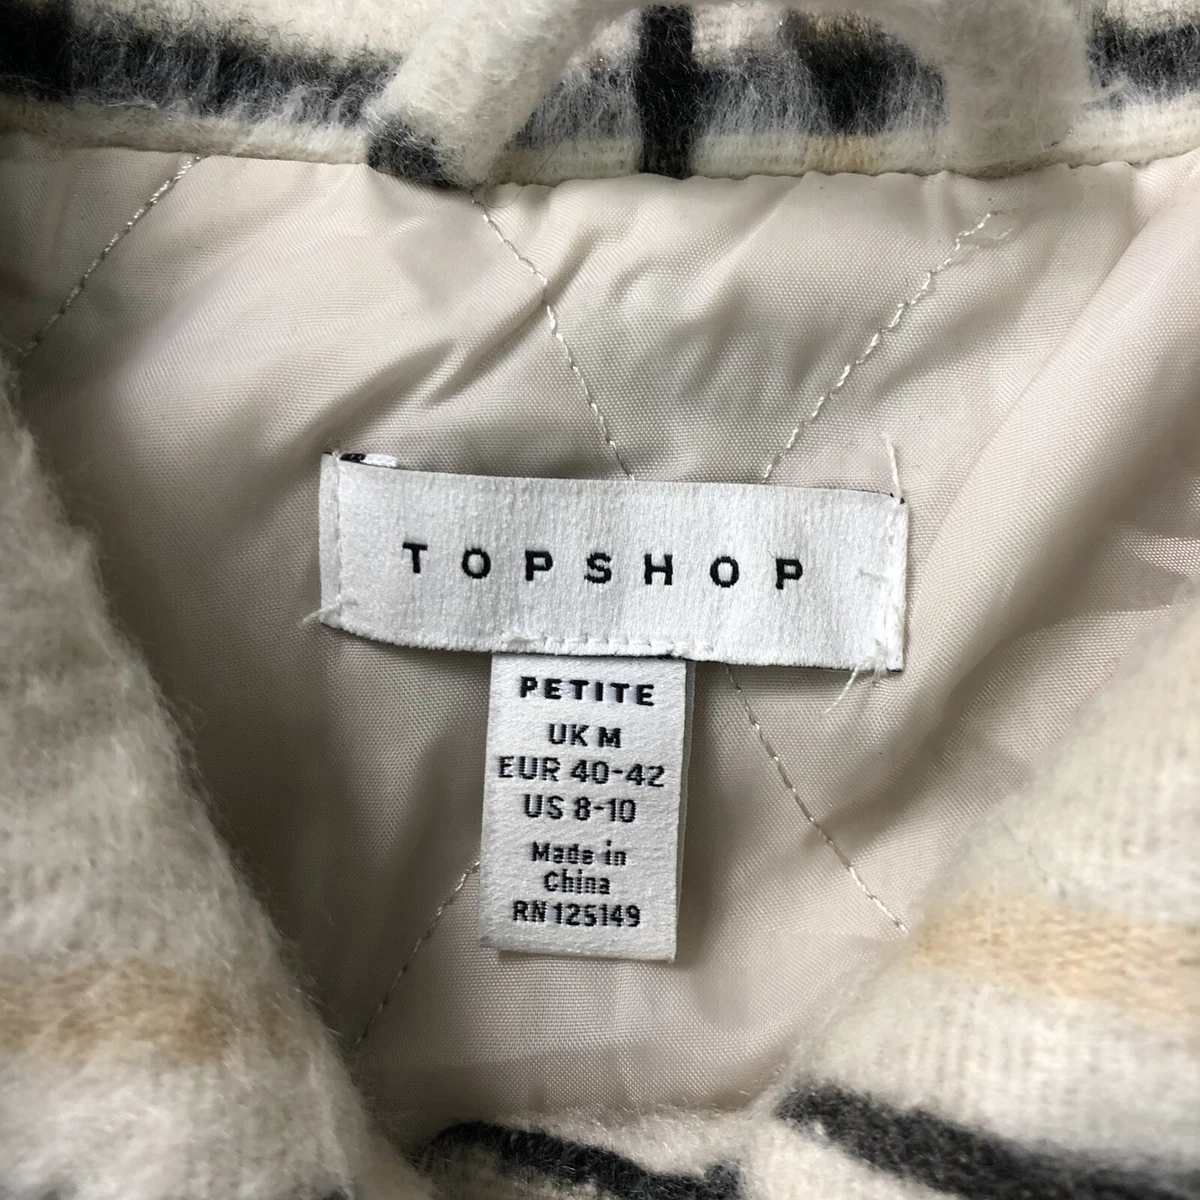 TOPSHOP
PETITE
UK M
EUR 40-42
US 8-10
Made in
China
RN 125149